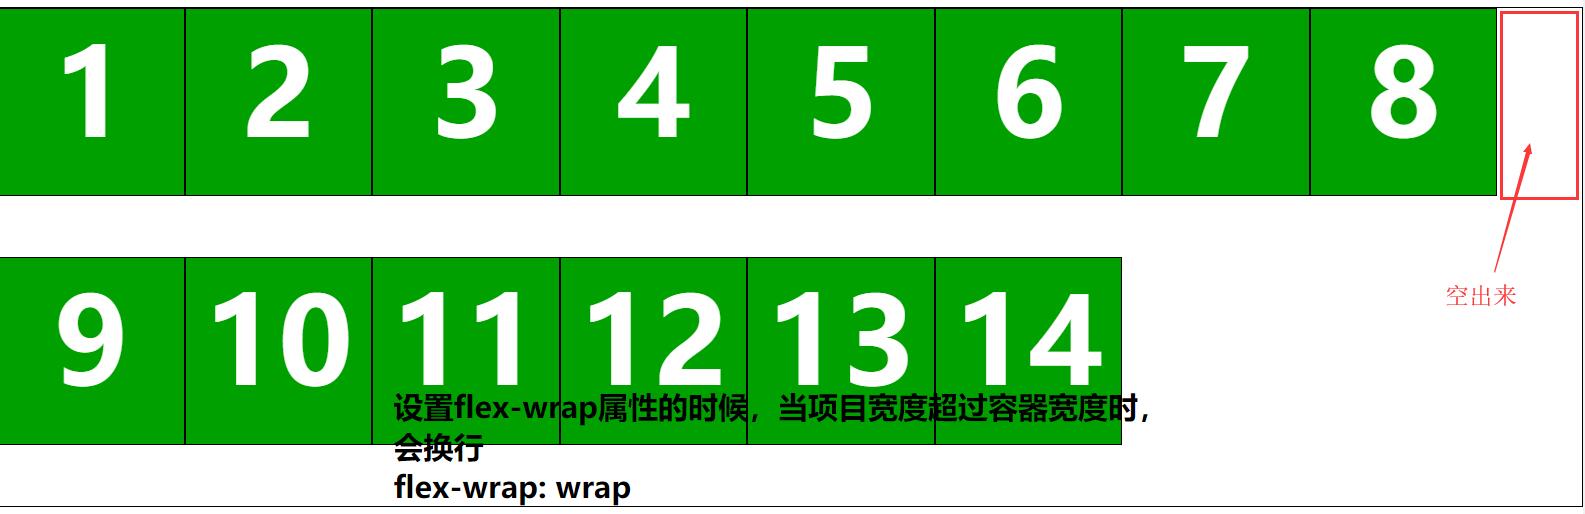 1 2 3 4 5 6 7 8
空出来
9 10 11 12 13 14
设置flex-wrap属性的时候，当项目宽度超过容器宽度时，
会换行
flex-wrap: wrap